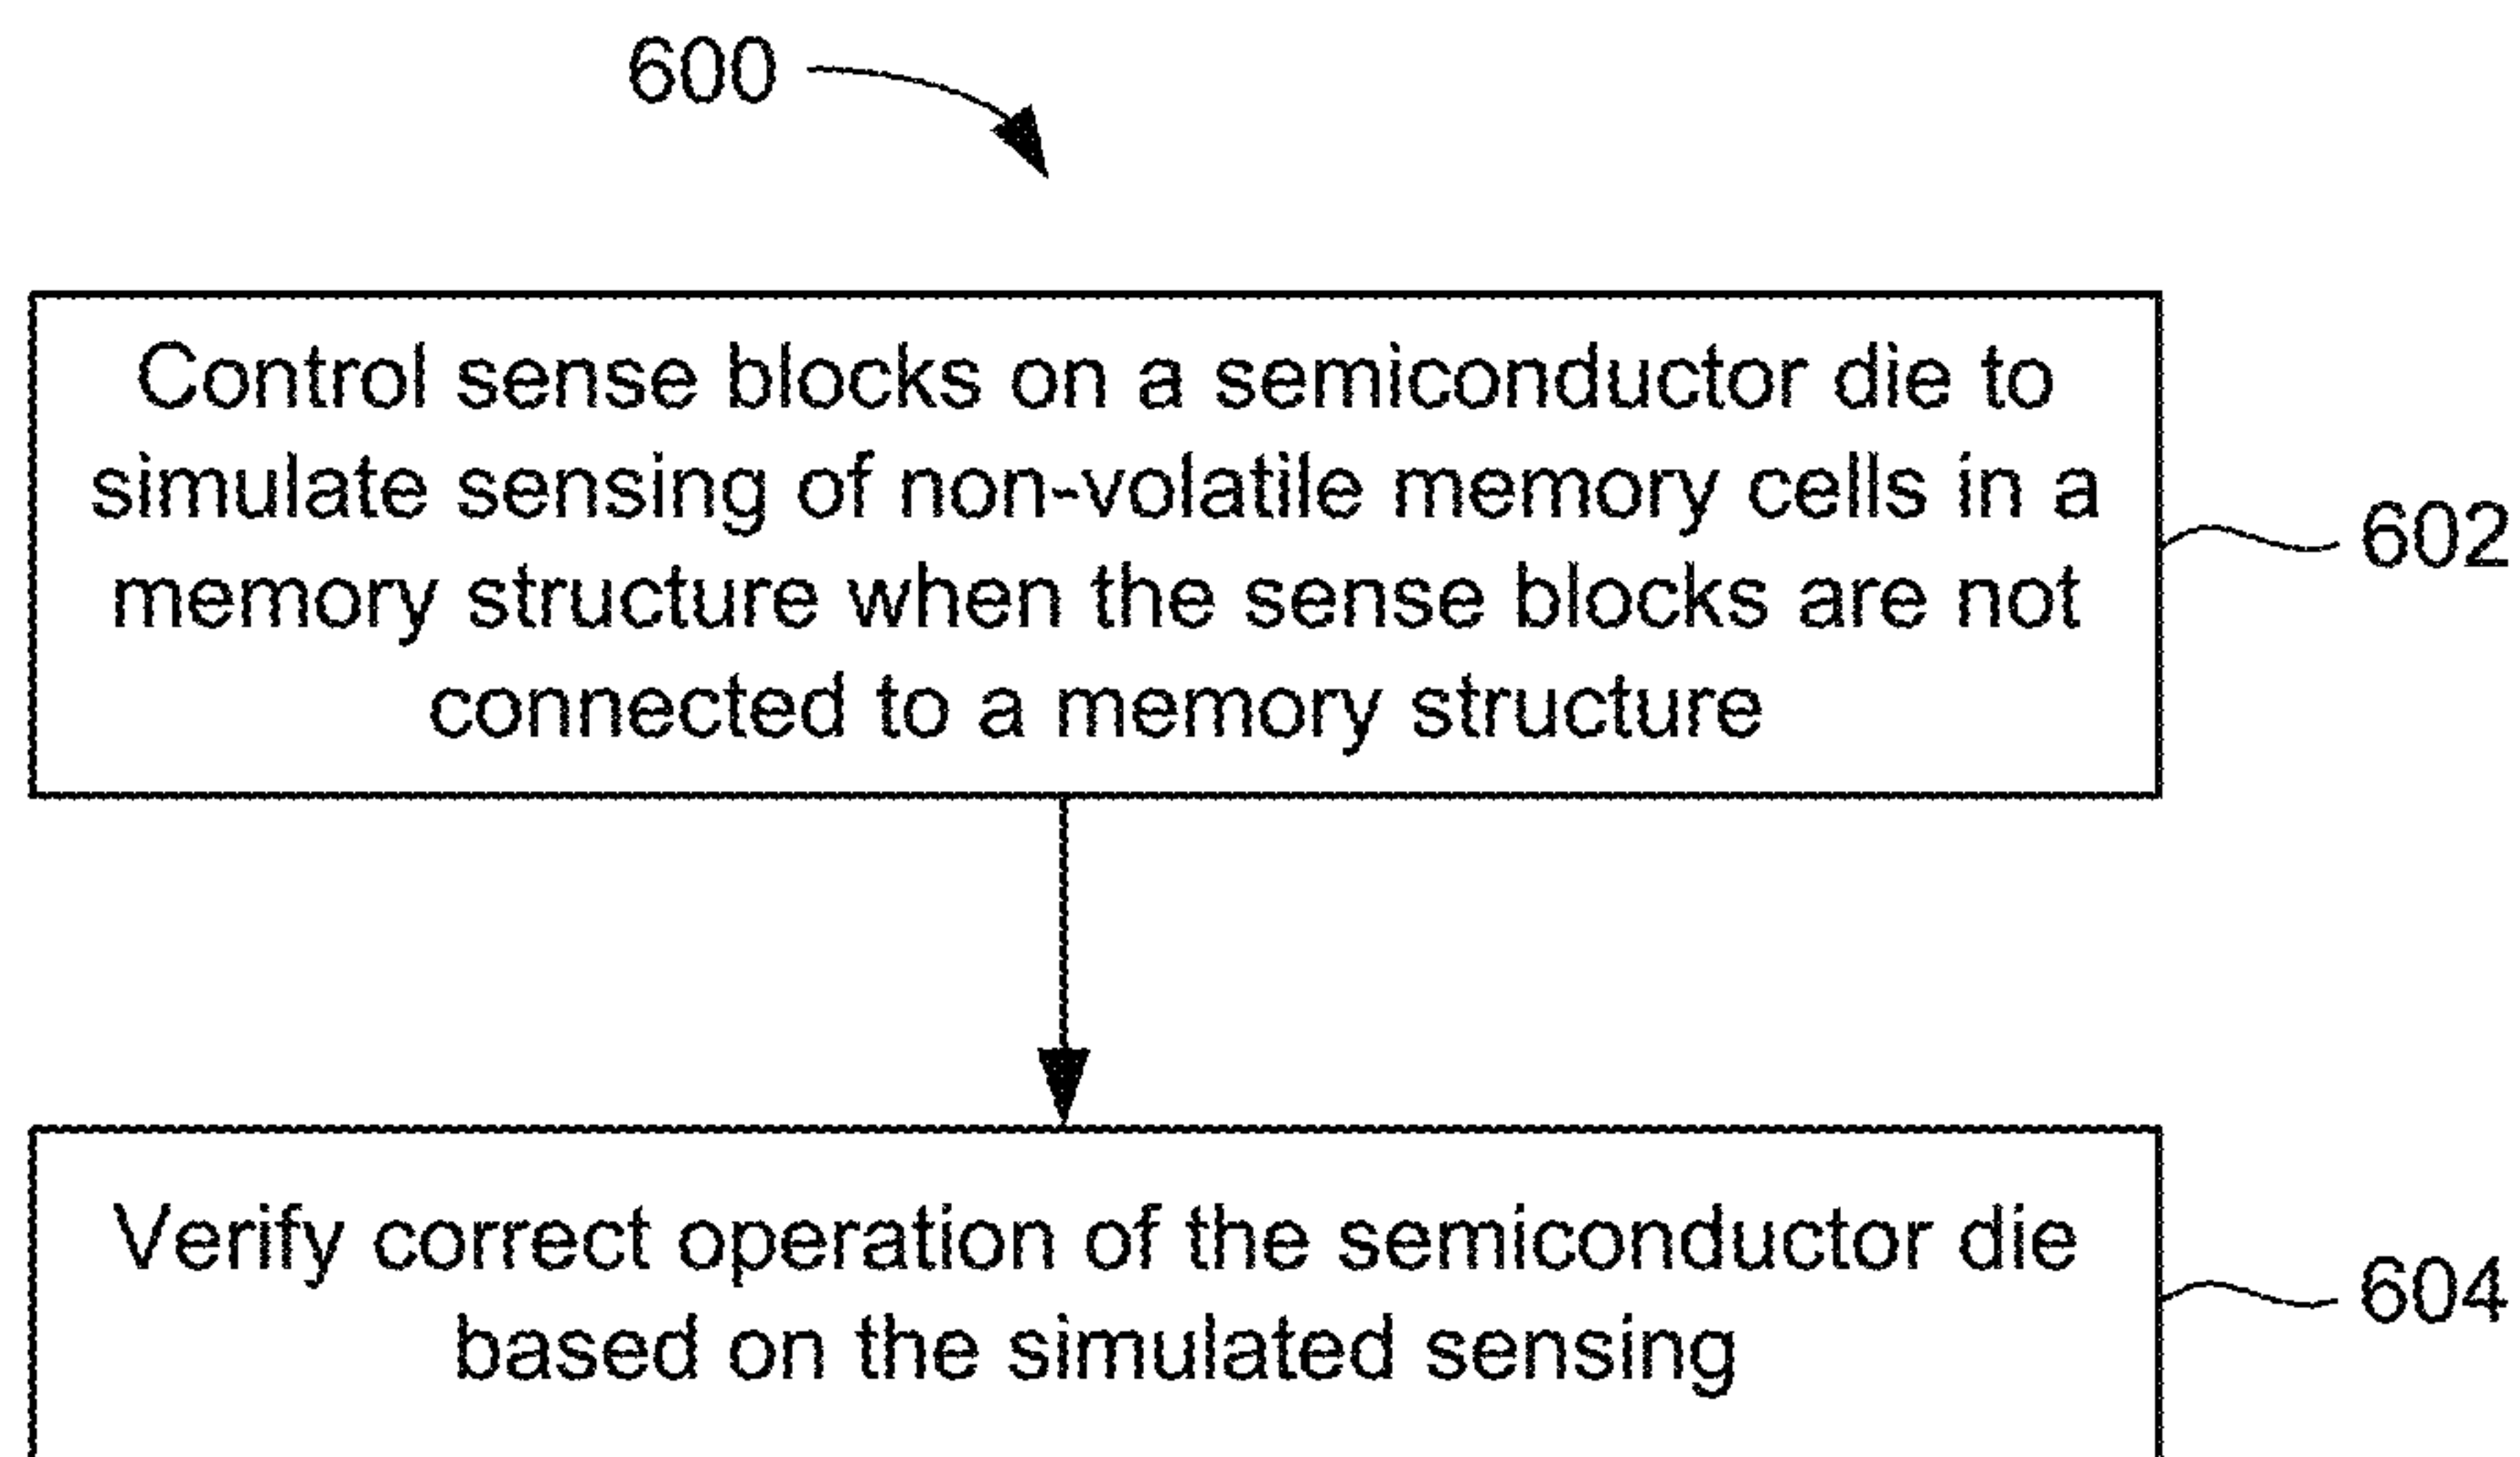 600
Control sense blocks on a semiconductor die to
simulate sensing of non-volatile memory cells in a
memory structure when the sense blocks are not
connected to a memory structure
602
Verify correct operation of the semiconductor die
based on the simulated sensing
604